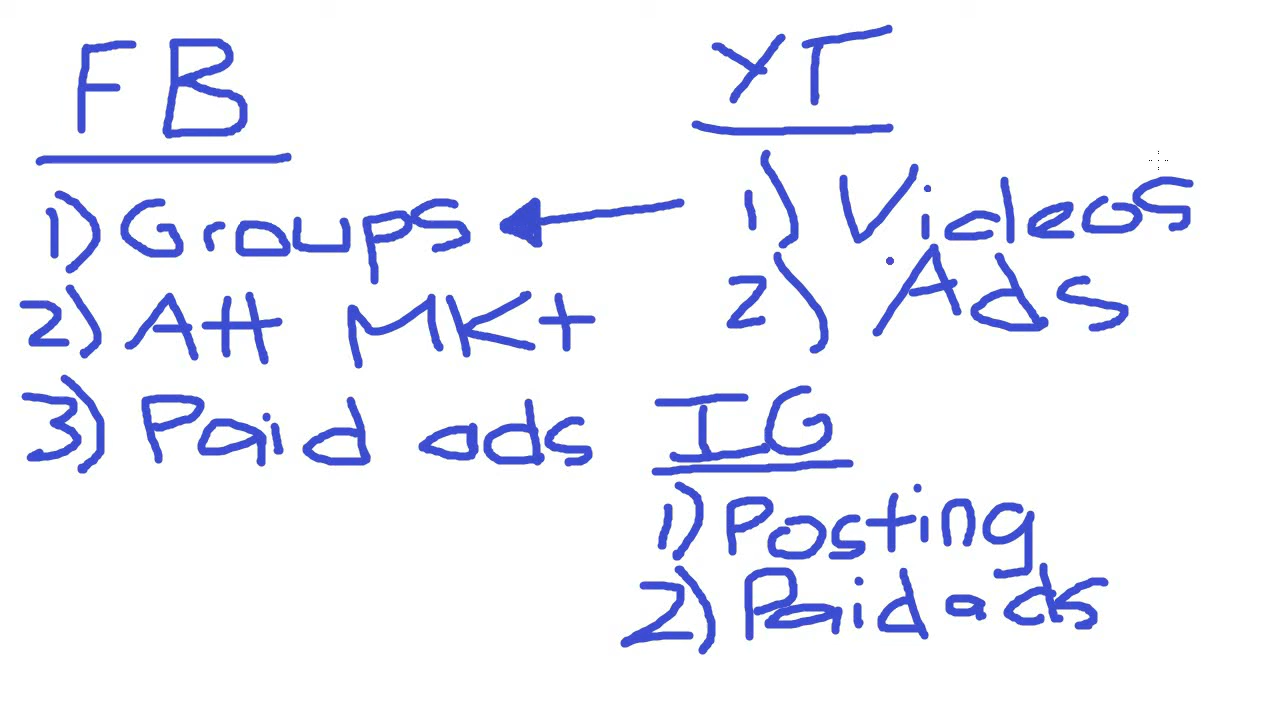 FB
1) Groups
2) Att MKt
3) Paid ads
YT
1) Videos
2) Ads
IG
1) Posting
2) Paid ads